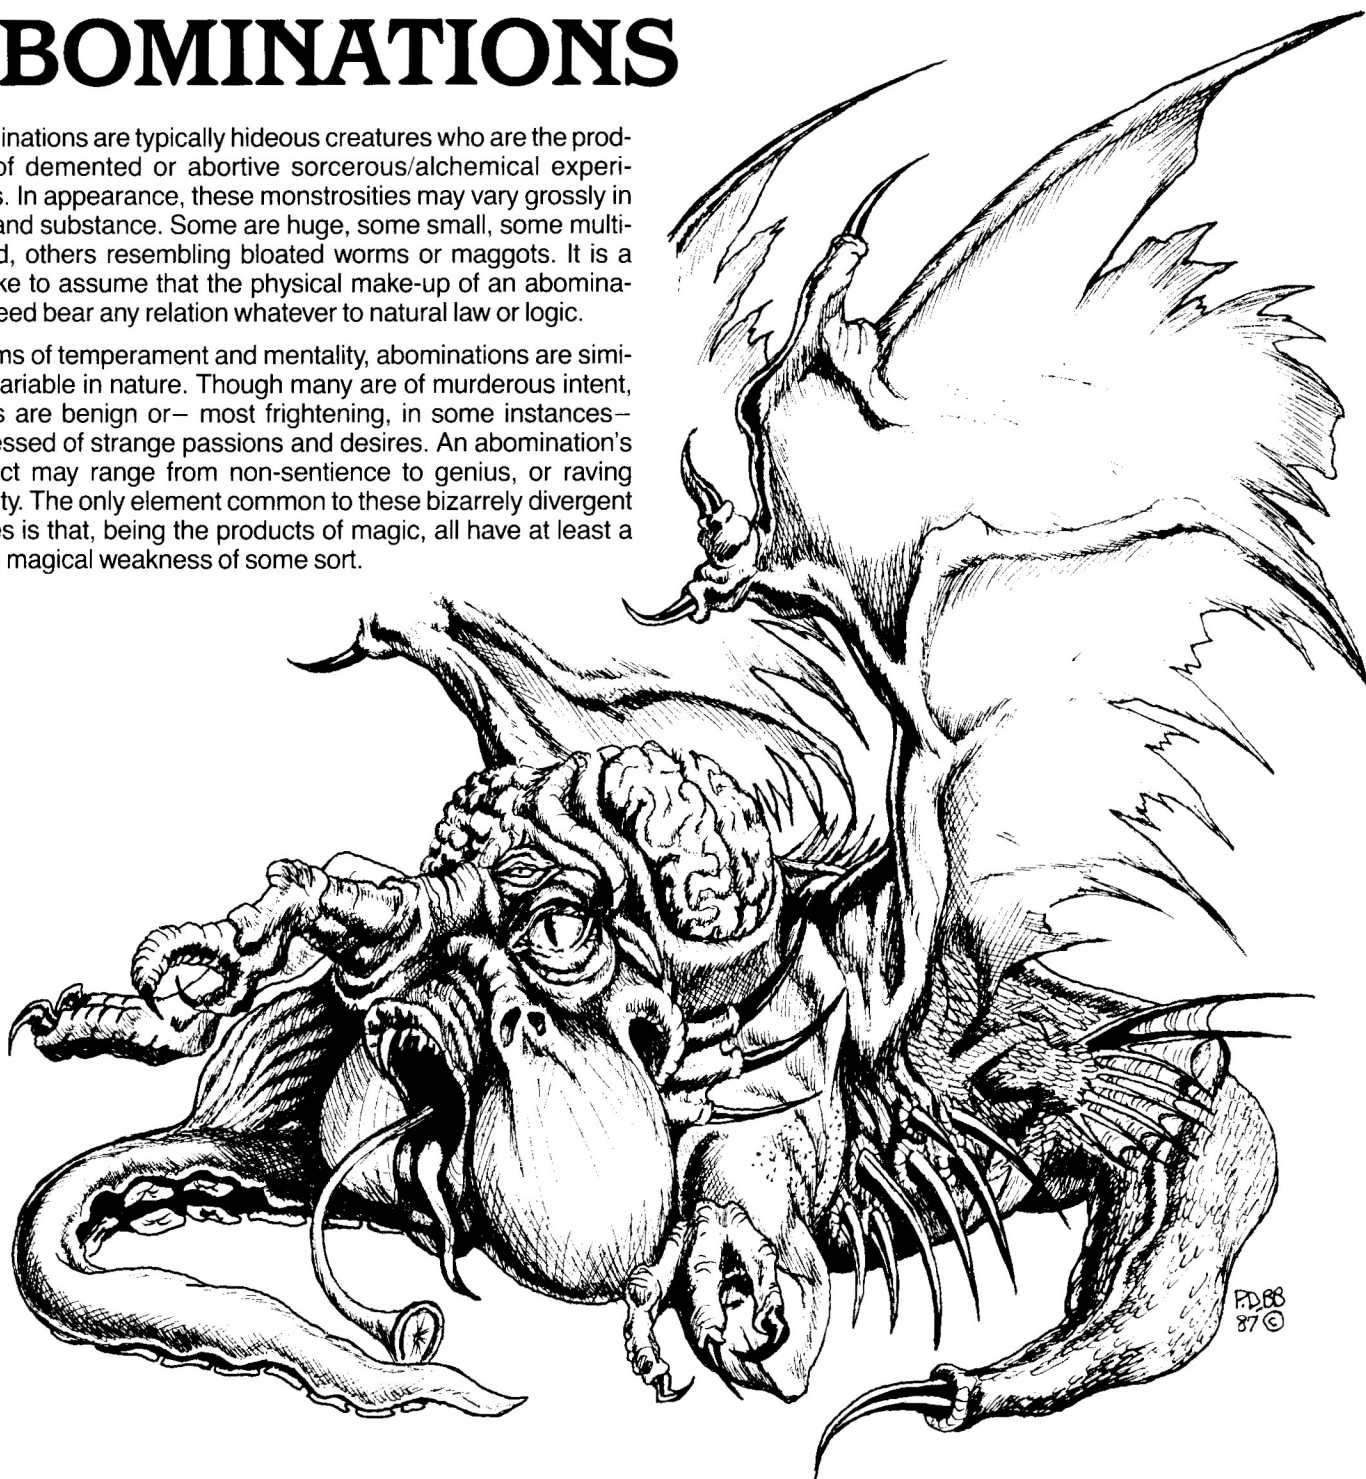 BOMINATIONS
inations are typically hideous creatures who are the prod-
of demented or abortive sorcerous/alchemical experi-
s. In appearance, these monstrosities may vary grossly in
and substance. Some are huge, some small, some multi-
d, others resembling bloated worms or maggots. It is a
ke to assume that the physical make-up of an abomina-
eed bear any relation whatever to natural law or logic.
ms of temperament and mentality, abominations are simi-
ariable in nature. Though many are of murderous intent,
s are benign or– most frightening, in some instances–
essed of strange passions and desires. An abomination's
ct may range from non-sentience to genius, or raving
ty. The only element common to these bizarrely divergent
es is that, being the products of magic, all have at least a
magical weakness of some sort.
P.D.BB
87 ©